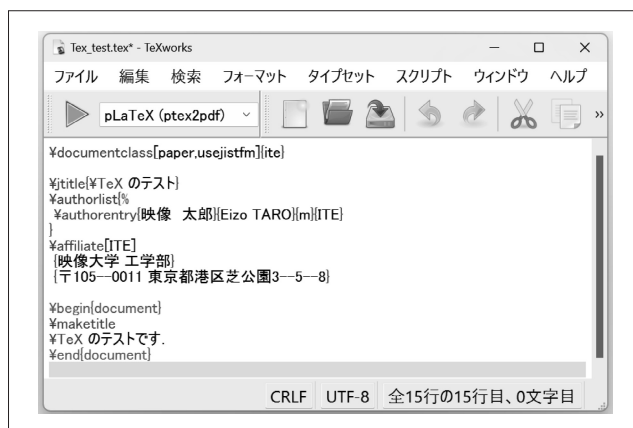 Tex_test.tex* - TeXworks
ファイル 編集 検索 フォーマット タイプセット スクリプト ウィンドウ ヘルプ
pLaTeX (ptex2pdf)
»
¥documentclass[paper,usejistfm]{ite}
¥jtitle{¥TeX のテスト}
¥authorlist{%
¥authorentry{映像　太郎}{Eizo TARO}{m}{ITE}
}
¥affiliate[ITE]
{映像大学 工学部}
{〒105--0011 東京都港区芝公園3--5--8}
¥begin{document}
¥maketitle
¥TeX のテストです.
¥end{document}
CRLF UTF-8 全15行の15行目、0文字目